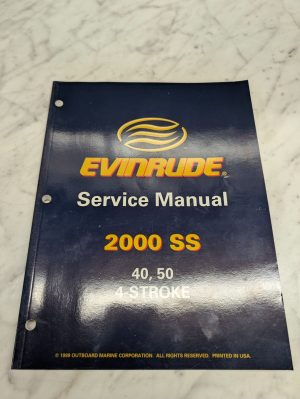 EVINRUDE®
Service Manual
2000 SS
40, 50
4-STROKE
© 1999 OUTBOARD MARINE CORPORATION. ALL RIGHTS RESERVED. PRINTED IN USA.